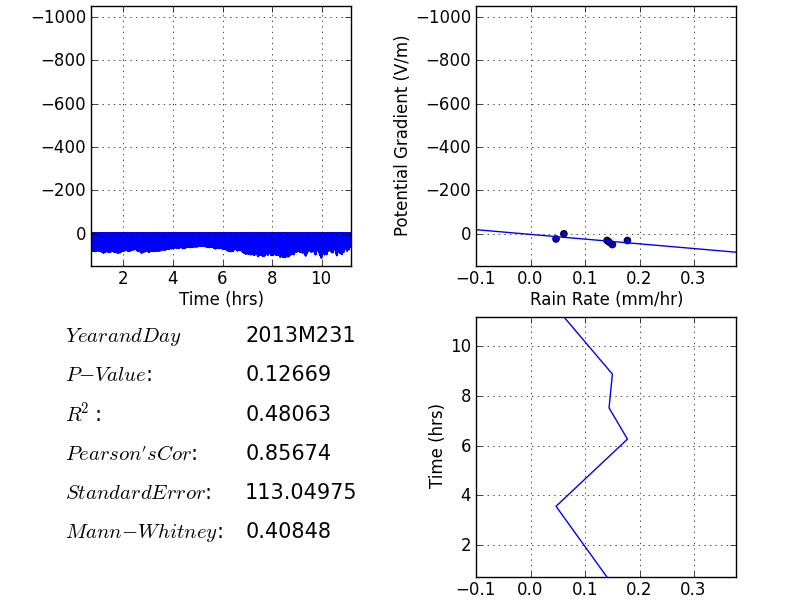 −1000
−800
−600
−400
−200
0
2 4 6 8 10
Time (hrs)
Potential Gradient (V/m)
−1000
−800
−600
−400
−200
0
−0.1 0.0 0.1 0.2 0.3
Rain Rate (mm/hr)
YearandDay 2013M231
P−Value: 0.12669
R²: 0.48063
Pearson'sCor: 0.85674
StandardError: 113.04975
Mann−Whitney: 0.40848
Time (hrs)
10
8
6
4
2
−0.1 0.0 0.1 0.2 0.3